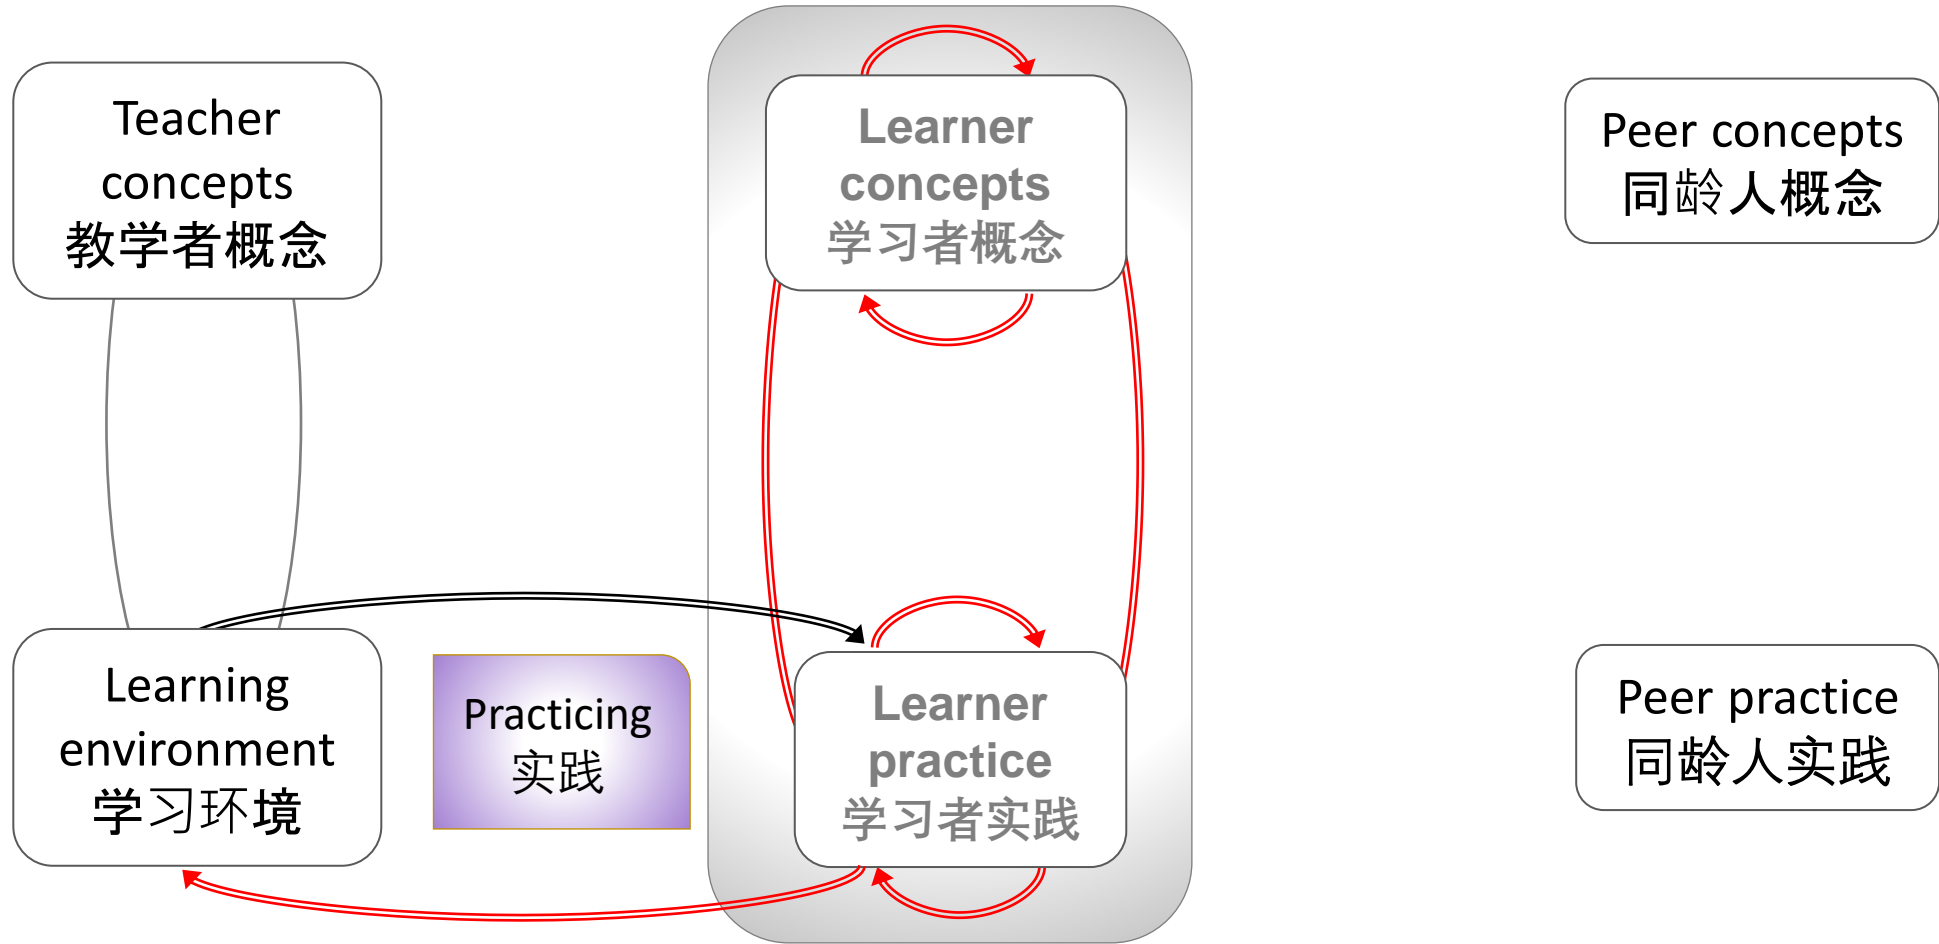 Teacher
concepts
教学者概念
Learner
concepts
学习者概念
Peer concepts
同龄人概念
Learning
environment
学习环境
Practicing
实践
Learner
practice
学习者实践
Peer practice
同龄人实践